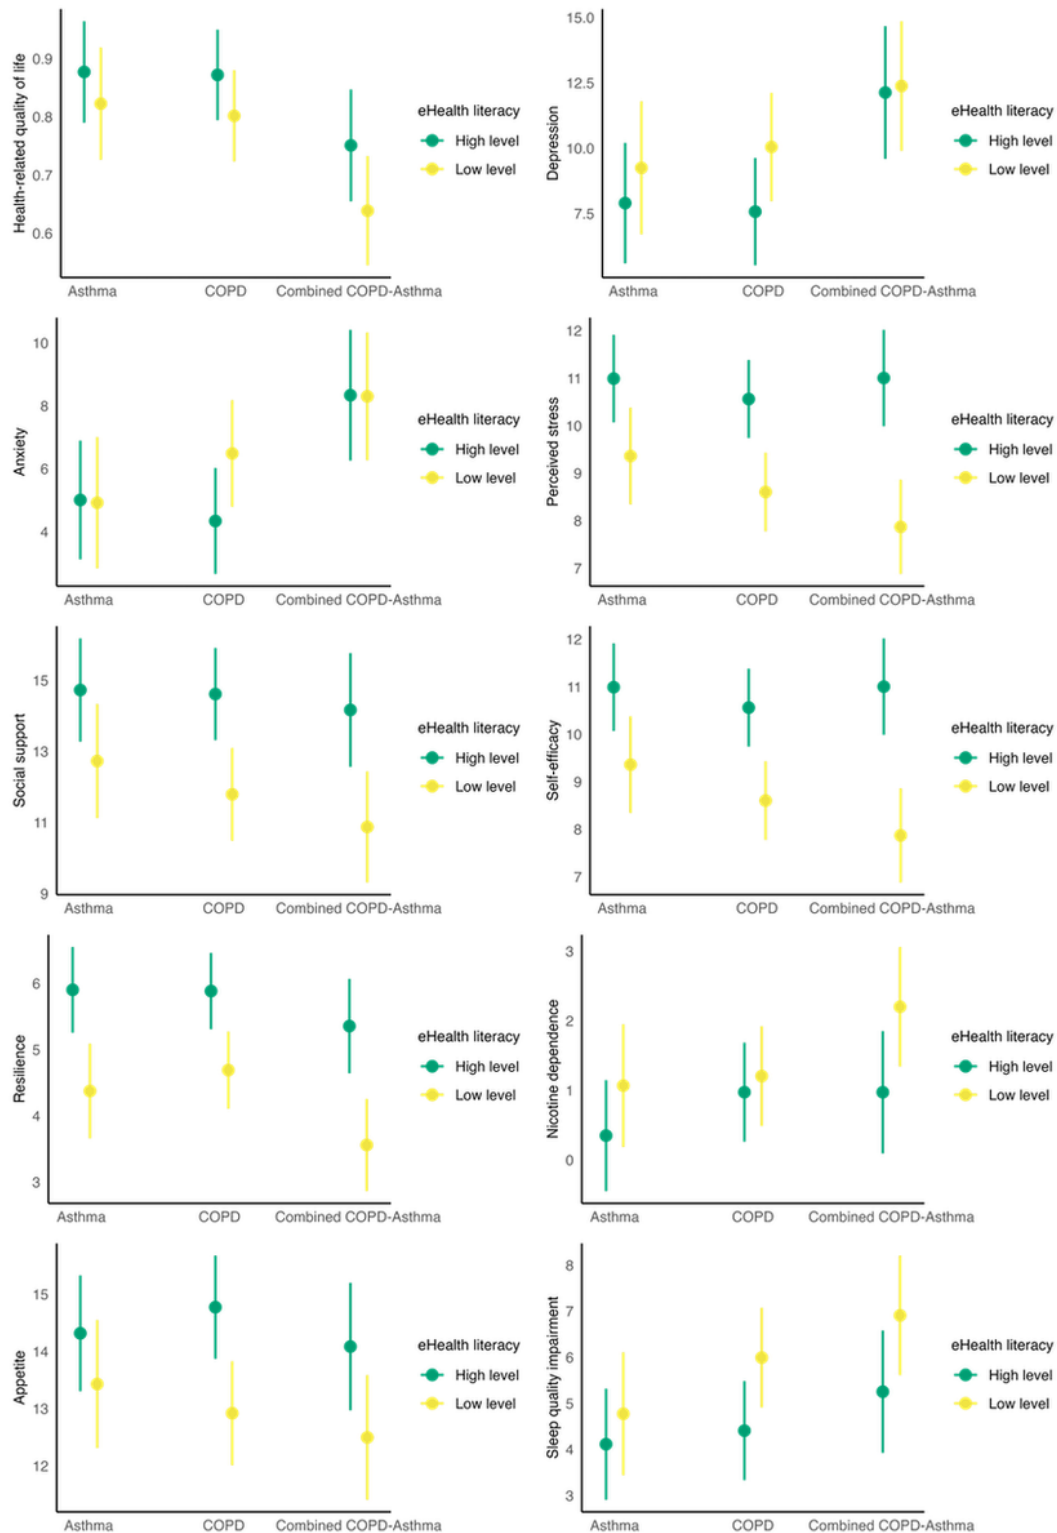 Health-related quality of life
0.9
0.8
0.7
0.6
Asthma COPD Combined COPD-Asthma
eHealth literacy
High level
Low level
Depression
15.0
12.5
10.0
7.5
Asthma COPD Combined COPD-Asthma
eHealth literacy
High level
Low level
Anxiety
10
8
6
4
Asthma COPD Combined COPD-Asthma
eHealth literacy
High level
Low level
Perceived stress
12
11
10
9
8
7
Asthma COPD Combined COPD-Asthma
eHealth literacy
High level
Low level
Social support
15
13
11
9
Asthma COPD Combined COPD-Asthma
eHealth literacy
High level
Low level
Self-efficacy
12
11
10
9
8
7
Asthma COPD Combined COPD-Asthma
eHealth literacy
High level
Low level
Resilience
6
5
4
3
Asthma COPD Combined COPD-Asthma
eHealth literacy
High level
Low level
Nicotine dependence
3
2
1
0
Asthma COPD Combined COPD-Asthma
eHealth literacy
High level
Low level
Appetite
15
14
13
12
Asthma COPD Combined COPD-Asthma
eHealth literacy
High level
Low level
Sleep quality impairment
8
7
6
5
4
3
Asthma COPD Combined COPD-Asthma
eHealth literacy
High level
Low level